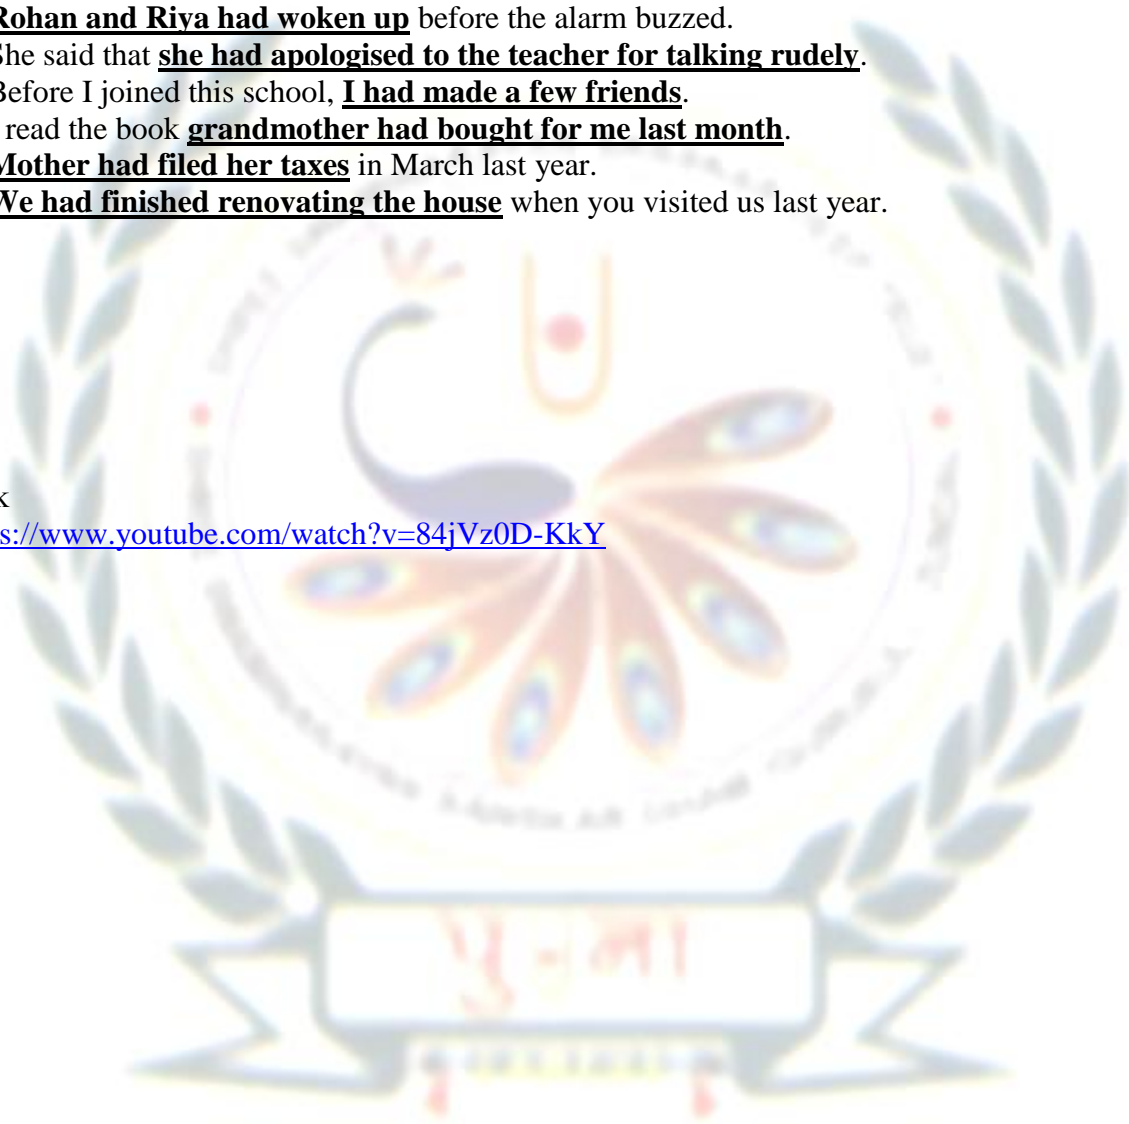 Rohan and Riya had woken up before the alarm buzzed.
She said that she had apologised to the teacher for talking rudely.
Before I joined this school, I had made a few friends.
read the book grandmother had bought for me last month.
Mother had filed her taxes in March last year.
We had finished renovating the house when you visited us last year.
k
s://www.youtube.com/watch?v=84jVz0D-KkY